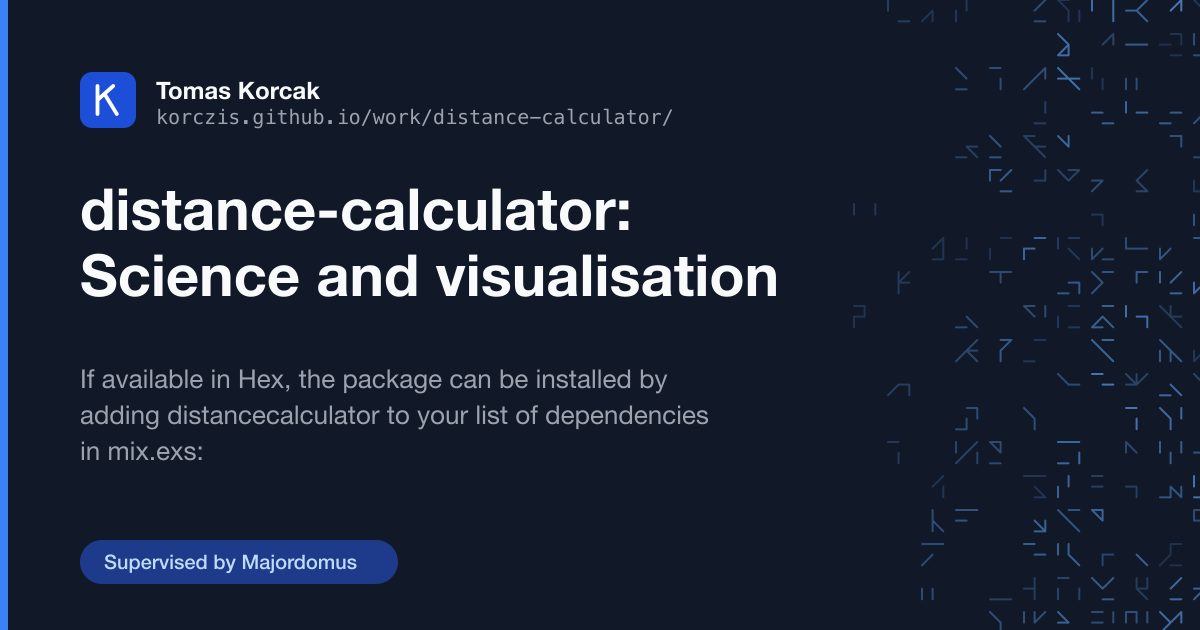 K
Tomas Korcak
korczis.github.io/work/distance-calculator/
distance-calculator:
Science and visualisation
If available in Hex, the package can be installed by
adding distancecalculator to your list of dependencies
in mix.exs:
Supervised by Majordomus